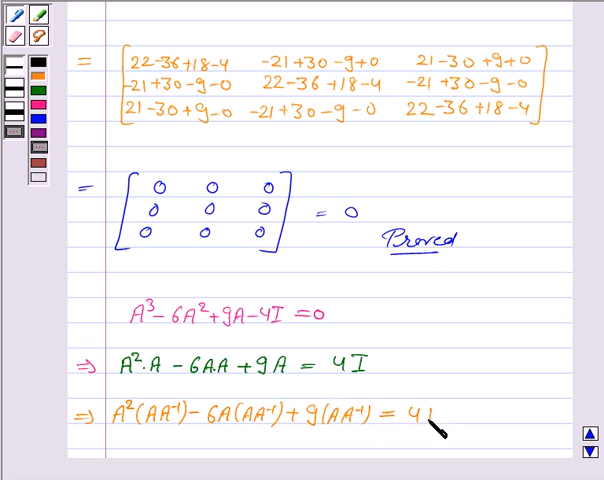 = [ 22-36+18-4 -21+30-9+0 21-30+9+0
-21+30-9-0 22-36+18-4 -21+30-9-0
21-30+9-0 -21+30-9-0 22-36+18-4 ]
= [ 0 0 0
0 0 0
0 0 0 ] = 0
Proved
A³-6A²+9A-4I=0
⇒ A²·A - 6A.A + 9A = 4I
⇒ A²(AA⁻¹) - 6A(AA⁻¹) + 9(AA⁻¹) = 4